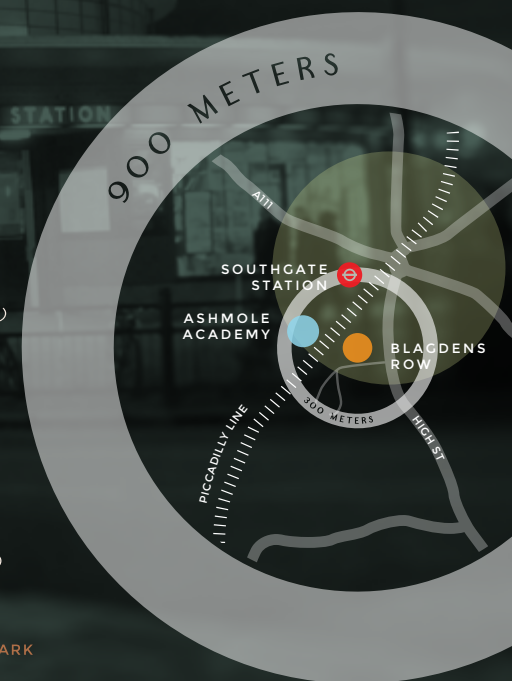 900 METERS
STATION
A111
SOUTHGATE
STATION
ASHMOLE
ACADEMY
BLAGDENS
ROW
300 METERS
PICCADILLY LINE
HIGH ST
ARK